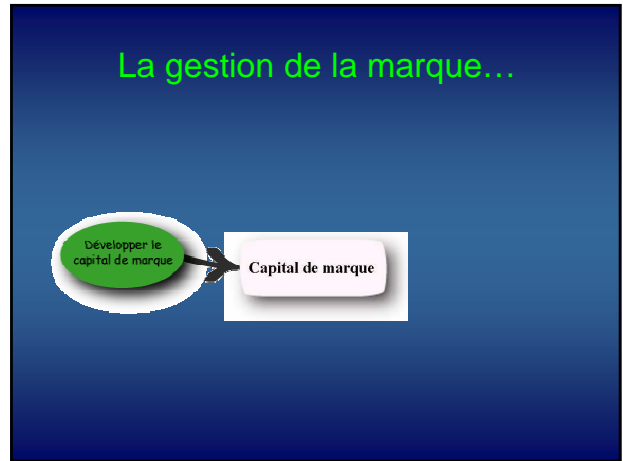 La gestion de la marque…
Développer le
capital de marque
Capital de marque